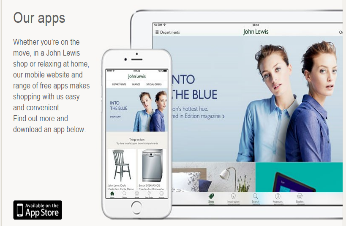 Our apps
Whether you're on the
move, in a John Lewis
shop or relaxing at home,
our mobile website and
range of free apps makes
shopping with us easy
and convenient
Find out more and
download an app below
Available on the
App Store
John Lewis
INTO
THE BLUE
John Lewis
INTO
THE BLUE